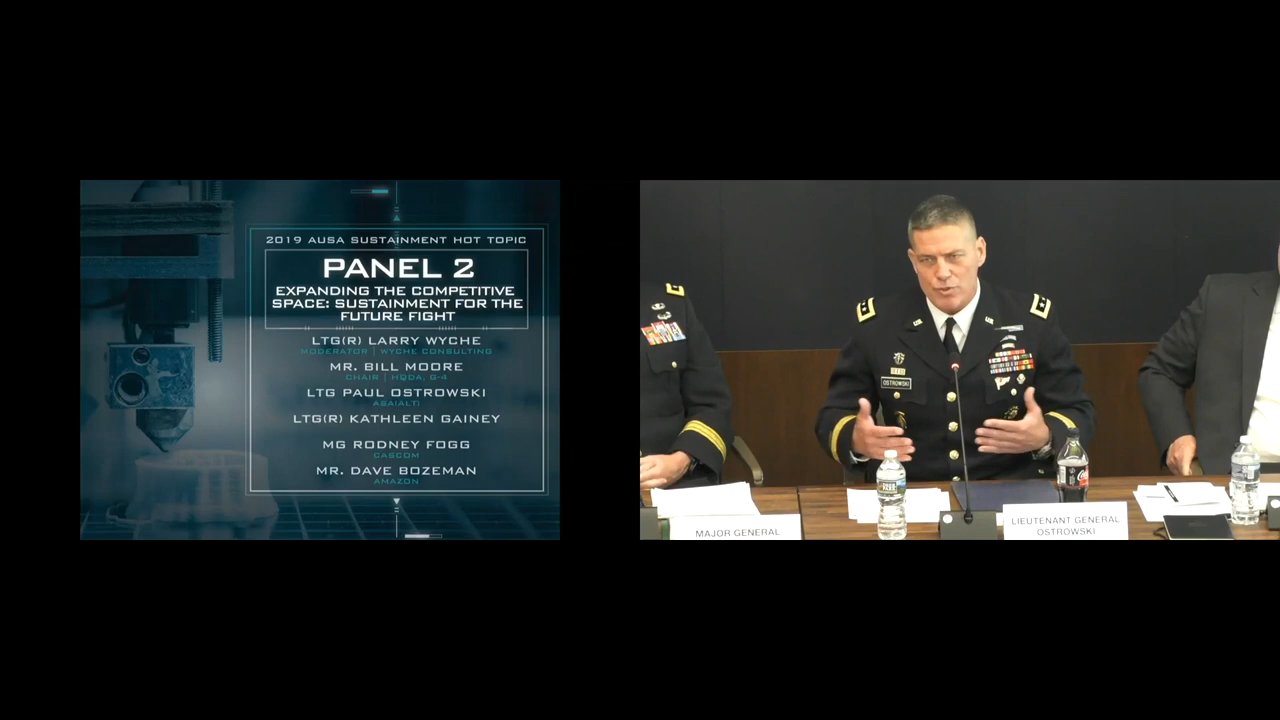 2019 AUSA SUSTAINMENT HOT TOPIC
PANEL 2
EXPANDING THE COMPETITIVE
SPACE: SUSTAINMENT FOR THE
FUTURE FIGHT
LTG(R) LARRY WYCHE
MODERATOR | WYCHE CONSULTING
MR. BILL MOORE
CHAIR | HQDA, G-4
LTG PAUL OSTROWSKI
ASA(ALT)
LTG(R) KATHLEEN GAINEY
MG RODNEY FOGG
CASCOM
MR. DAVE BOZEMAN
AMAZON
OSTROWSKI
MAJOR GENERAL
LIEUTENANT GENERAL
OSTROWSKI